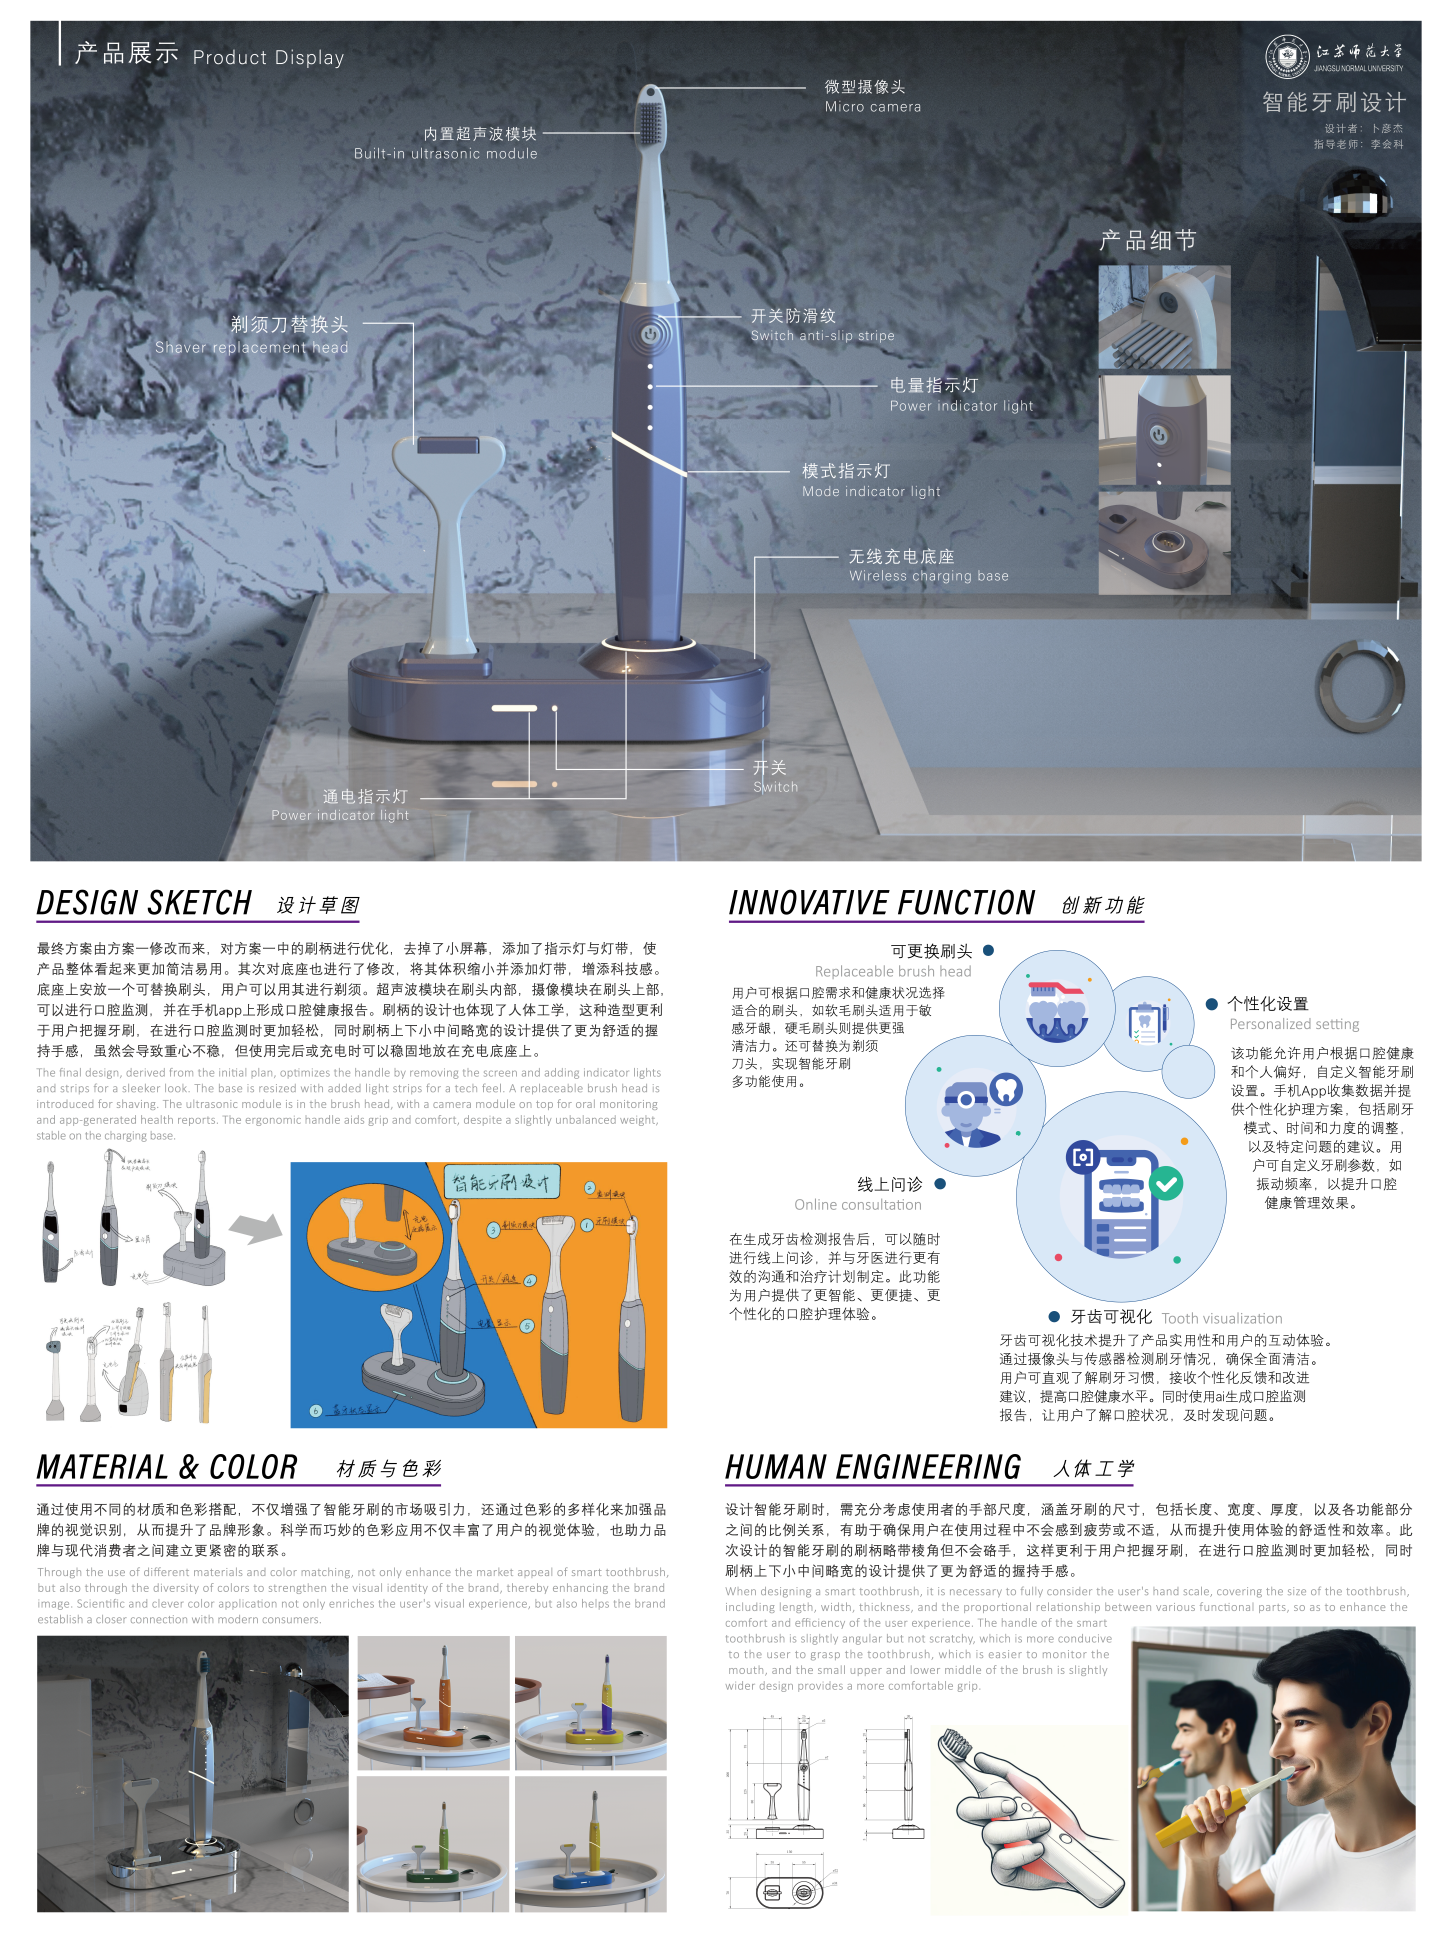 产品展示 Product Display
江苏师范大学
JIANGSU NORMAL UNIVERSITY
智能牙刷设计
设计者：卜彦杰
指导老师：李会科
微型摄像头
Micro camera
内置超声波模块
Built-in ultrasonic module
产品细节
剃须刀替换头
Shaver replacement head
开关防滑纹
Switch anti-slip stripe
电量指示灯
Power indicator light
模式指示灯
Mode indicator light
无线充电底座
Wireless charging base
开关
Switch
通电指示灯
Power indicator light
DESIGN SKETCH 设计草图
最终方案由方案一修改而来，对方案一中的刷柄进行优化，去掉了小屏幕，添加了指示灯与灯带，使
产品整体看起来更加简洁易用。其次对底座也进行了修改，将其体积缩小并添加灯带，增添科技感。
底座上安放一个可替换刷头，用户可以用其进行剃须。超声波模块在刷头内部，摄像模块在刷头上部，
可以进行口腔监测，并在手机app上形成口腔健康报告。刷柄的设计也体现了人体工学，这种造型更利
于用户把握牙刷，在进行口腔监测时更加轻松，同时刷柄上下小中间略宽的设计提供了更为舒适的握
持手感，虽然会导致重心不稳，但使用完后或充电时可以稳固地放在充电底座上。
The final design, derived from the initial plan, optimizes the handle by removing the screen and adding indicator lights
and strips for a sleeker look. The base is resized with added light strips for a tech feel. A replaceable brush head is
introduced for shaving. The ultrasonic module is in the brush head, with a camera module on top for oral monitoring
and app-generated health reports. The ergonomic handle aids grip and comfort, despite a slightly unbalanced weight,
stable on the charging base.
智能牙刷设计
INNOVATIVE FUNCTION 创新功能
可更换刷头
Replaceable brush head
用户可根据口腔需求和健康状况选择
适合的刷头，如软毛刷头适用于敏
感牙龈，硬毛刷头则提供更强
清洁力。还可替换为剃须
刀头，实现智能牙刷
多功能使用。
个性化设置
Personalized setting
该功能允许用户根据口腔健康
和个人偏好，自定义智能牙刷
设置。手机App收集数据并提
供个性化护理方案，包括刷牙
模式、时间和力度的调整，
以及特定问题的建议。用
户可自定义牙刷参数，如
振动频率，以提升口腔
健康管理效果。
线上问诊
Online consultation
在生成牙齿检测报告后，可以随时
进行线上问诊，并与牙医进行更有
效的沟通和治疗计划制定。此功能
为用户提供了更智能、更便捷、更
个性化的口腔护理体验。
牙齿可视化 Tooth visualization
牙齿可视化技术提升了产品实用性和用户的互动体验。
通过摄像头与传感器检测刷牙情况，确保全面清洁。
用户可直观了解刷牙习惯，接收个性化反馈和改进
建议，提高口腔健康水平。同时使用ai生成口腔监测
报告，让用户了解口腔状况，及时发现问题。
MATERIAL & COLOR 材质与色彩
通过使用不同的材质和色彩搭配，不仅增强了智能牙刷的市场吸引力，还通过色彩的多样化来加强品
牌的视觉识别，从而提升了品牌形象。科学而巧妙的色彩应用不仅丰富了用户的视觉体验，也助力品
牌与现代消费者之间建立更紧密的联系。
Through the use of different materials and color matching, not only enhance the market appeal of smart toothbrush,
but also through the diversity of colors to strengthen the visual identity of the brand, thereby enhancing the brand
image. Scientific and clever color application not only enriches the user's visual experience, but also helps the brand
establish a closer connection with modern consumers.
HUMAN ENGINEERING 人体工学
设计智能牙刷时，需充分考虑使用者的手部尺度，涵盖牙刷的尺寸，包括长度、宽度、厚度，以及各功能部分
之间的比例关系，有助于确保用户在使用过程中不会感到疲劳或不适，从而提升使用体验的舒适性和效率。此
次设计的智能牙刷的刷柄略带棱角但不会硌手，这样更利于用户把握牙刷，在进行口腔监测时更加轻松，同时
刷柄上下小中间略宽的设计提供了更为舒适的握持手感。
When designing a smart toothbrush, it is necessary to fully consider the user's hand scale, covering the size of the toothbrush,
including length, width, thickness, and the proportional relationship between various functional parts, so as to enhance the
comfort and efficiency of the user experience. The handle of the smart
toothbrush is slightly angular but not scratchy, which is more conducive
to the user to grasp the toothbrush, which is easier to monitor the
mouth, and the small upper and lower middle of the brush is slightly
wider design provides a more comfortable grip.